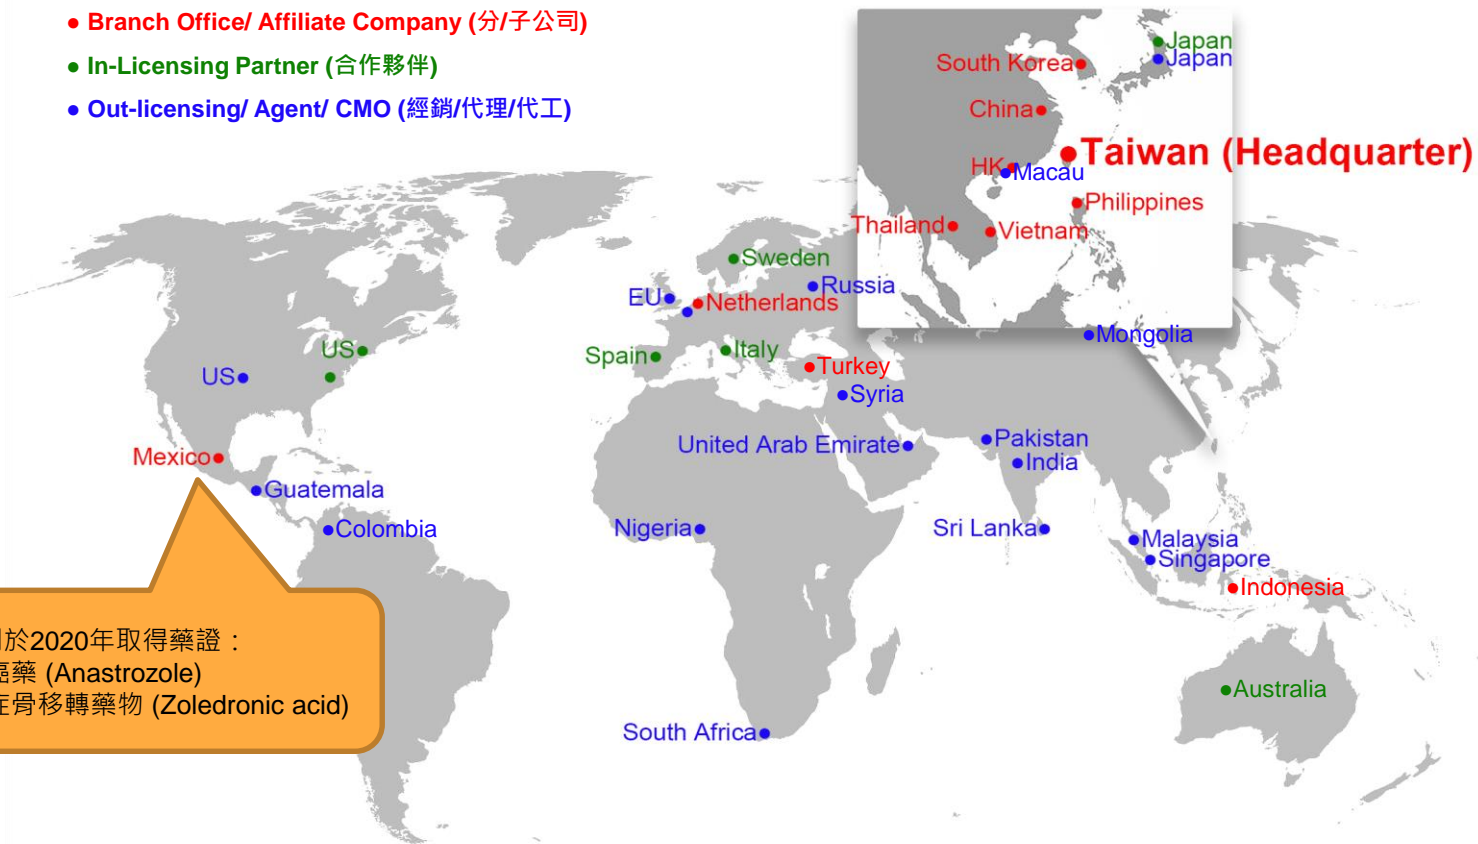 ● Branch Office/ Affiliate Company (分/子公司)
● In-Licensing Partner (合作夥伴)
● Out-licensing/ Agent/ CMO (經銷/代理/代工)
Japan
Japan
South Korea
China
Taiwan (Headquarter)
HK
Macau
Philippines
Thailand
Vietnam
Sweden
Russia
EU
Netherlands
Mongolia
US
Spain
Italy
Turkey
US
Syria
United Arab Emirate
Pakistan
India
Mexico
Guatemala
Colombia
Nigeria
Sri Lanka
Malaysia
Singapore
Indonesia
於2020年取得藥證：
藥 (Anastrozole)
骨移轉藥物 (Zoledronic acid)
Australia
South Africa